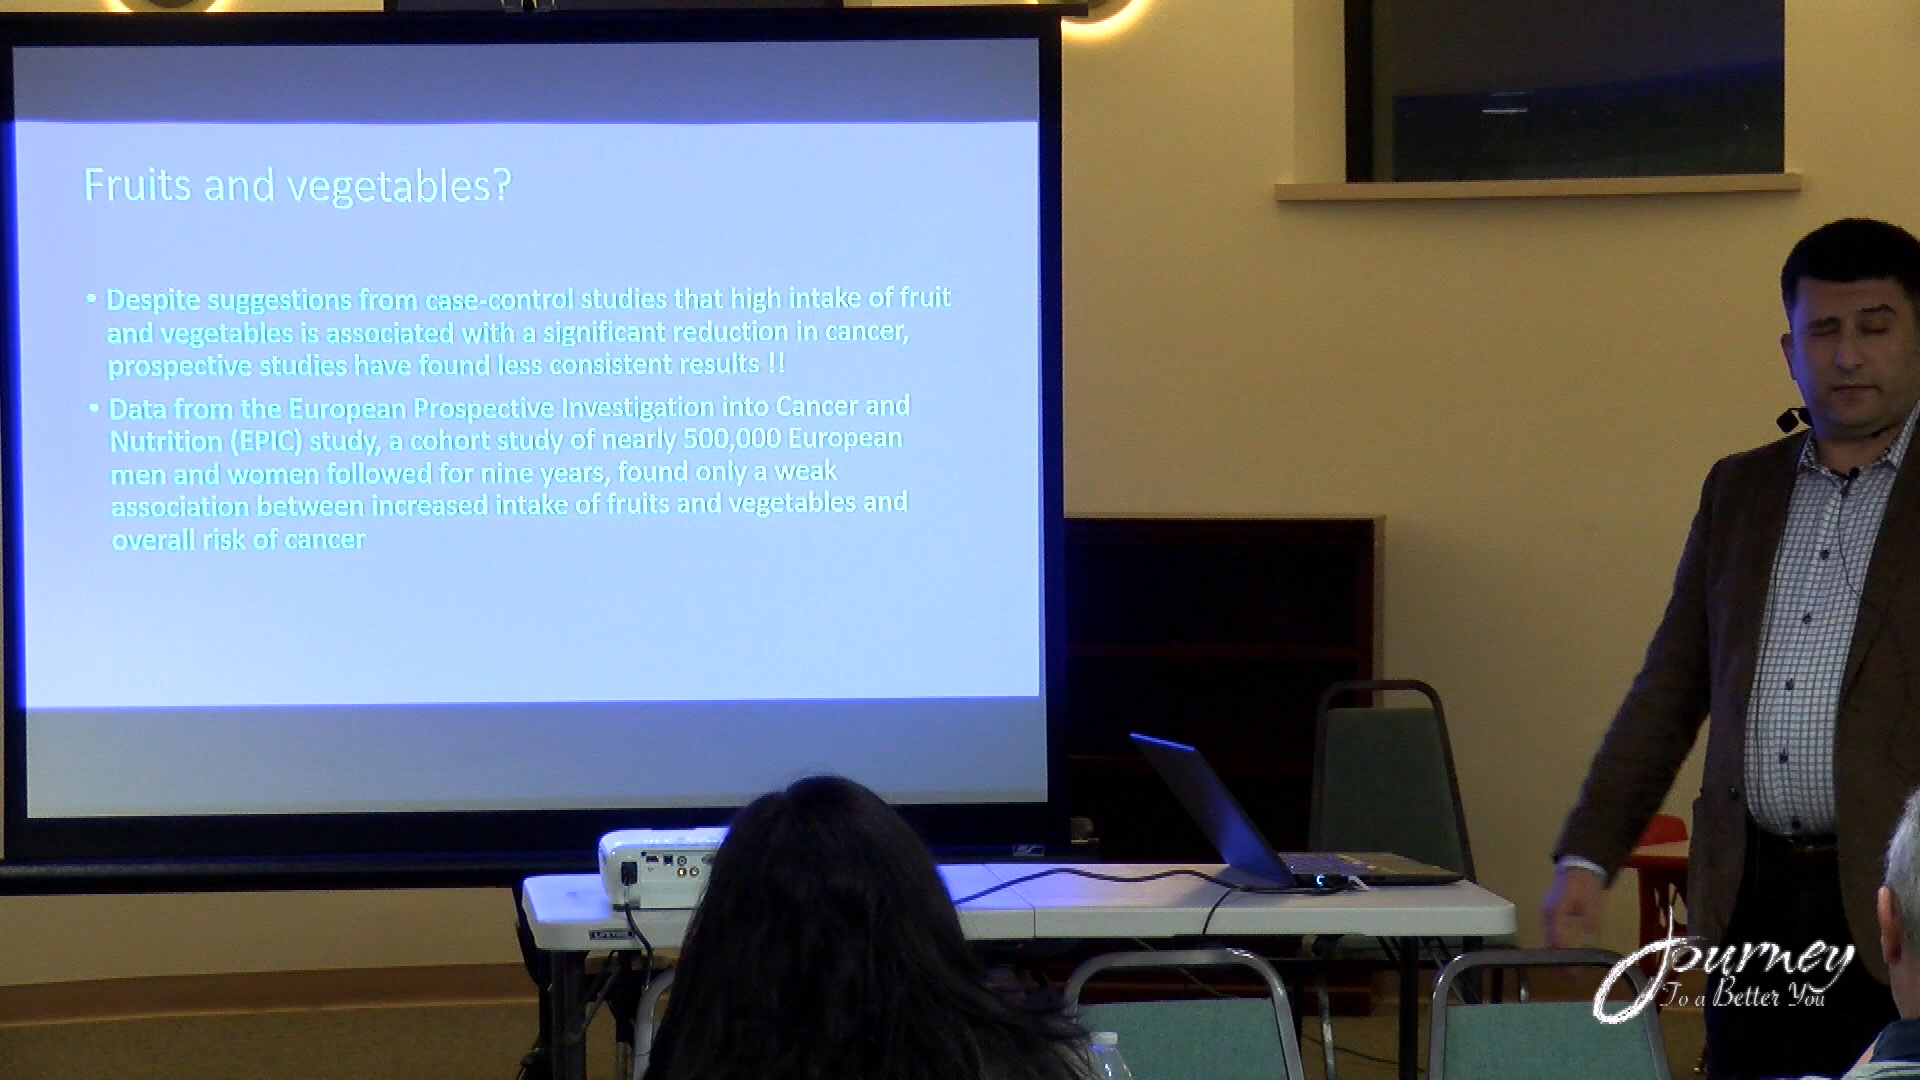 Fruits and vegetables?
• Despite suggestions from case-control studies that high intake of fruit
and vegetables is associated with a significant reduction in cancer,
prospective studies have found less consistent results !!
• Data from the European Prospective Investigation into Cancer and
Nutrition (EPIC) study, a cohort study of nearly 500,000 European
men and women followed for nine years, found only a weak
association between increased intake of fruits and vegetables and
overall risk of cancer
LIFETIME
Journey
To a Better You